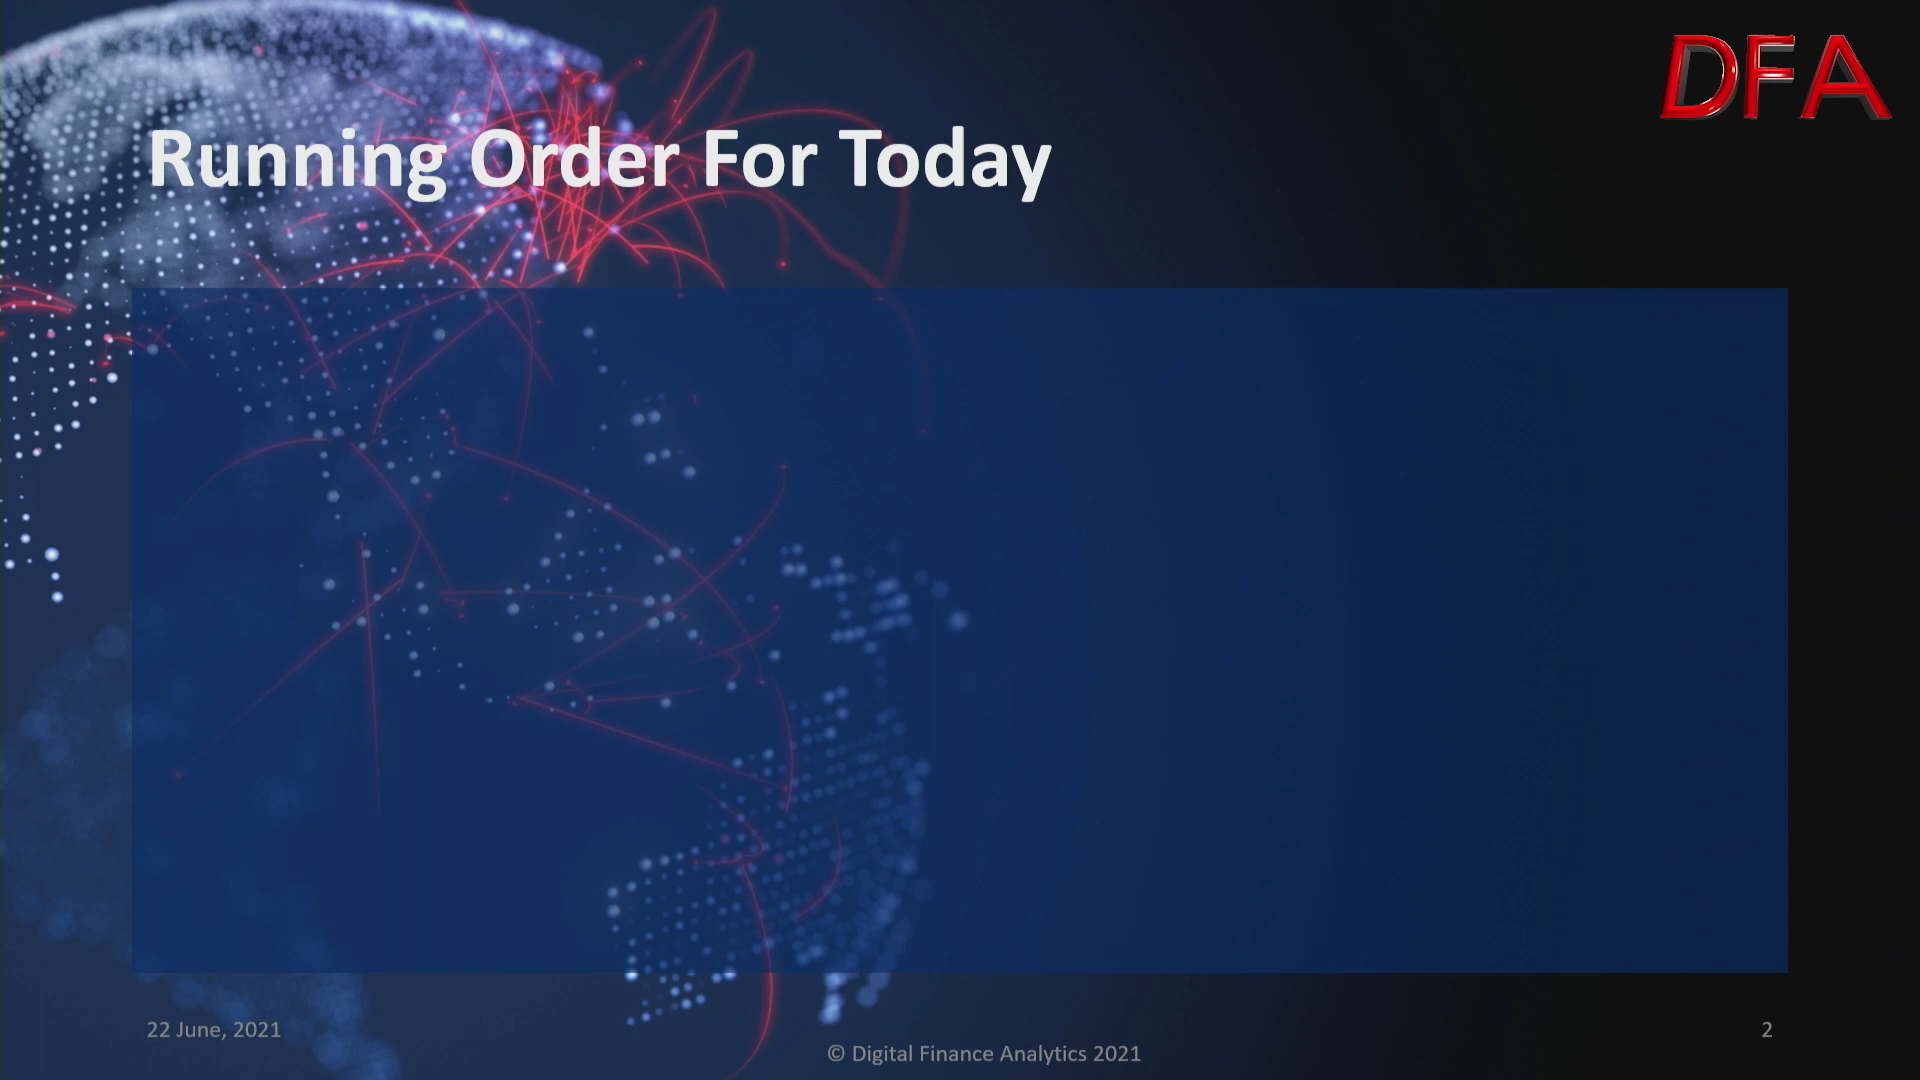 DFA
Running Order For Today
22 June, 2021
© Digital Finance Analytics 2021
2